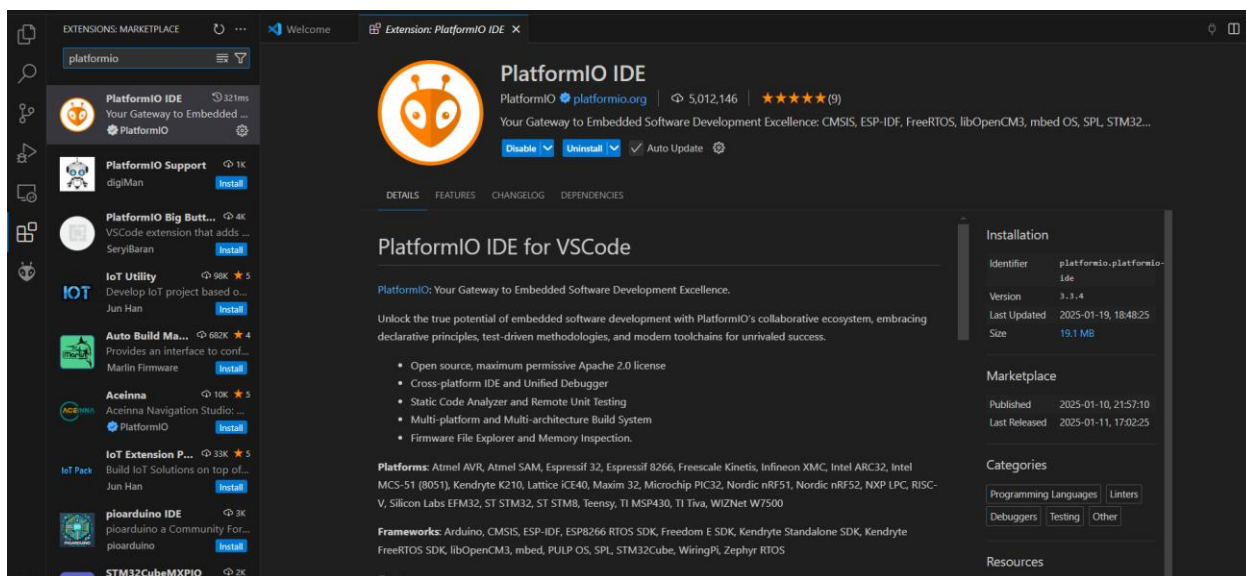 EXTENSIONS: MARKETPLACE
platformio
PlatformIO IDE 321ms
Your Gateway to Embedded ...
PlatformIO
PlatformIO Support 1K
digiMan Install
PlatformIO Big Butt... 4K
VSCode extension that adds ...
SeryiBaran Install
IOT
IoT Utility 98K 5
Develop IoT project based o...
Jun Han Install
Auto Build Ma... 682K 4
Provides an interface to conf...
Marlin Firmware Install
ACEINNA
Aceinna 10K 5
Aceinna Navigation Studio: ...
PlatformIO Install
IoT Pack
IoT Extension P... 33K 5
Build IoT Solutions on top of...
Jun Han Install
pioarduino IDE 3K
pioarduino a Community For...
pioarduino Install
STM32CubeMXPIO 2K
Welcome
Extension: PlatformIO IDE
PlatformIO IDE
PlatformIO platformio.org 5,012,146 (9)
Your Gateway to Embedded Software Development Excellence: CMSIS, ESP-IDF, FreeRTOS, libOpenCM3, mbed OS, SPL, STM32...
Disable Uninstall Auto Update
DETAILS FEATURES CHANGELOG DEPENDENCIES
PlatformIO IDE for VSCode
PlatformIO: Your Gateway to Embedded Software Development Excellence.
Unlock the true potential of embedded software development with PlatformIO's collaborative ecosystem, embracing
declarative principles, test-driven methodologies, and modern toolchains for unrivaled success.
• Open source, maximum permissive Apache 2.0 license
• Cross-platform IDE and Unified Debugger
• Static Code Analyzer and Remote Unit Testing
• Multi-platform and Multi-architecture Build System
• Firmware File Explorer and Memory Inspection.
Platforms: Atmel AVR, Atmel SAM, Espressif 32, Espressif 8266, Freescale Kinetis, Infineon XMC, Intel ARC32, Intel
MCS-51 (8051), Kendryte K210, Lattice iCE40, Maxim 32, Microchip PIC32, Nordic nRF51, Nordic nRF52, NXP LPC, RISC-
V, Silicon Labs EFM32, ST STM32, ST STM8, Teensy, TI MSP430, TI Tiva, WIZNet W7500
Frameworks: Arduino, CMSIS, ESP-IDF, ESP8266 RTOS SDK, Freedom E SDK, Kendryte Standalone SDK, Kendryte
FreeRTOS SDK, libOpenCM3, mbed, PULP OS, SPL, STM32Cube, WiringPi, Zephyr RTOS
Installation
Identifier platformio.platformio-
ide
Version 3.3.4
Last Updated 2025-01-19, 18:48:25
Size 19.1 MB
Marketplace
Published 2025-01-10, 21:57:10
Last Released 2025-01-11, 17:02:25
Categories
Programming Languages Linters
Debuggers Testing Other
Resources